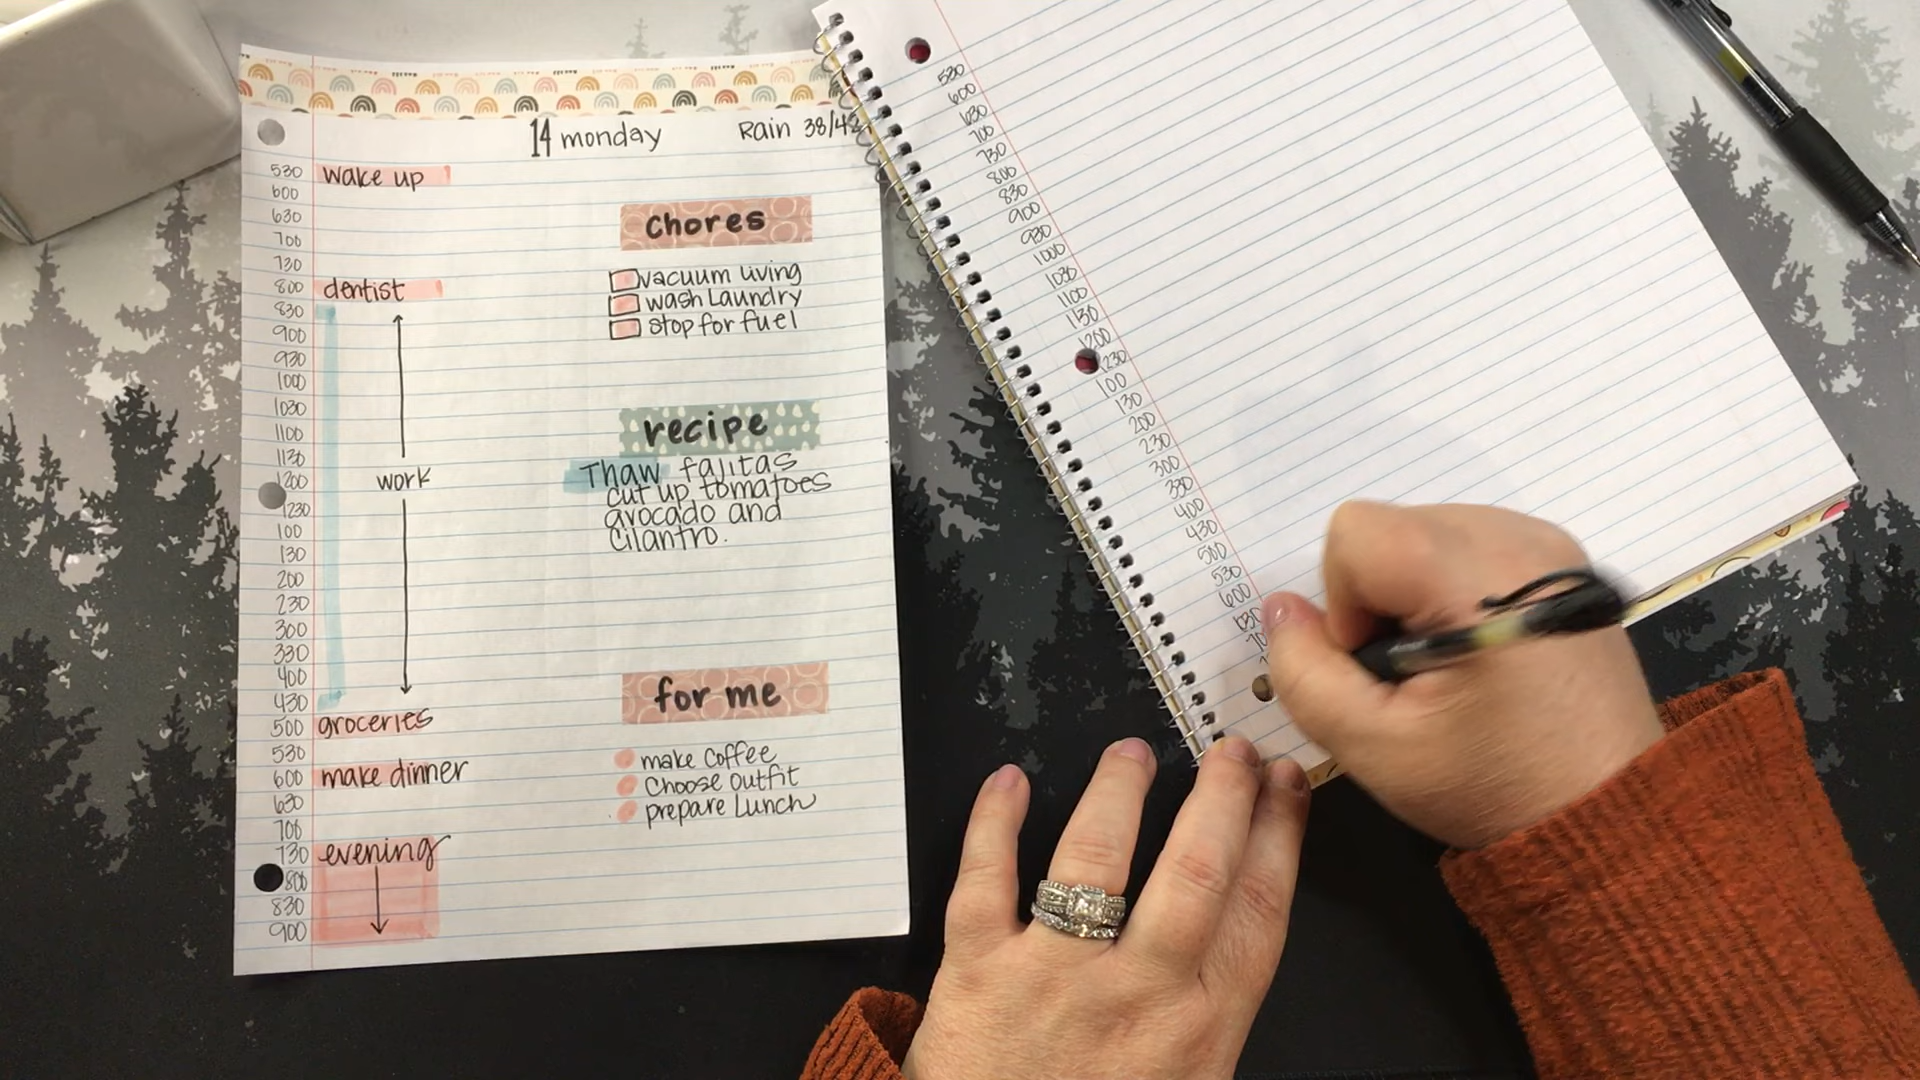 14 monday Rain 38/42
530 wake up
600
630
700
730
800 dentist
830
900
930
1000
1030
1100
1130
1200 work
1230
100
130
200
230
300
330
400
430
500 groceries
530
600 make dinner
630
700
730 evening
800
830
900
chores
vacuum living
wash Laundry
stop for fuel
recipe
Thaw fajitas
cut up tomatoes
avocado and
cilantro.
for me
make Coffee
Choose Outfit
prepare Lunch
530
600
630
700
730
800
830
900
930
1000
1030
1100
1130
1200
1230
100
130
200
230
300
330
400
430
500
530
600
630